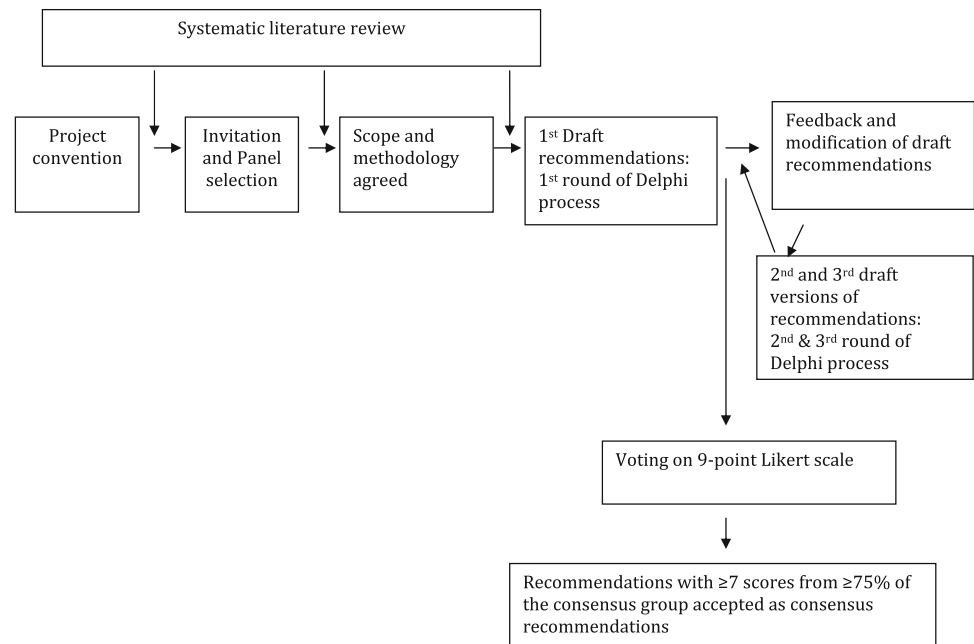 Systematic literature review
Project
convention
Invitation
and Panel
selection
Scope and
methodology
agreed
1st Draft
recommendations:
1st round of Delphi
process
Feedback and
modification of draft
recommendations
2nd and 3rd draft
versions of
recommendations:
2nd & 3rd round of
Delphi process
Voting on 9-point Likert scale
Recommendations with ≥7 scores from ≥75% of
the consensus group accepted as consensus
recommendations